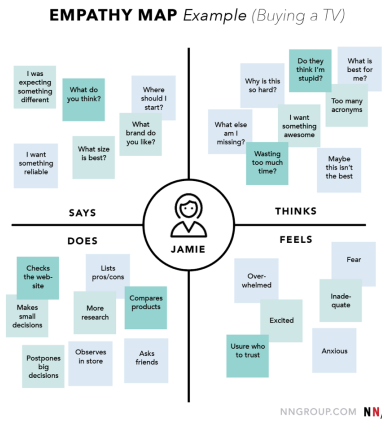 EMPATHY MAP Example (Buying a TV)
I was
expecting
something
different
What do
you think?
Where
should I
start?
What
brand do
you like?
I want
something
reliable
What size
is best?
SAYS
Why is this
so hard?
Do they
think I'm
stupid?
What is
best for
me?
Too many
acronyms
What else
am I
missing?
I want
something
awesome
Wasting
too much
time?
Maybe
this isn't
the best
THINKS
JAMIE
DOES
Checks
the web-
site
Lists
pros/cons
Compares
products
Makes
small
decisions
More
research
Postpones
big
decisions
Observes
in store
Asks
friends
FEELS
Over-
whelmed
Fear
Inade-
quate
Excited
Usure who
to trust
Anxious
NNGROUP.COM NN/